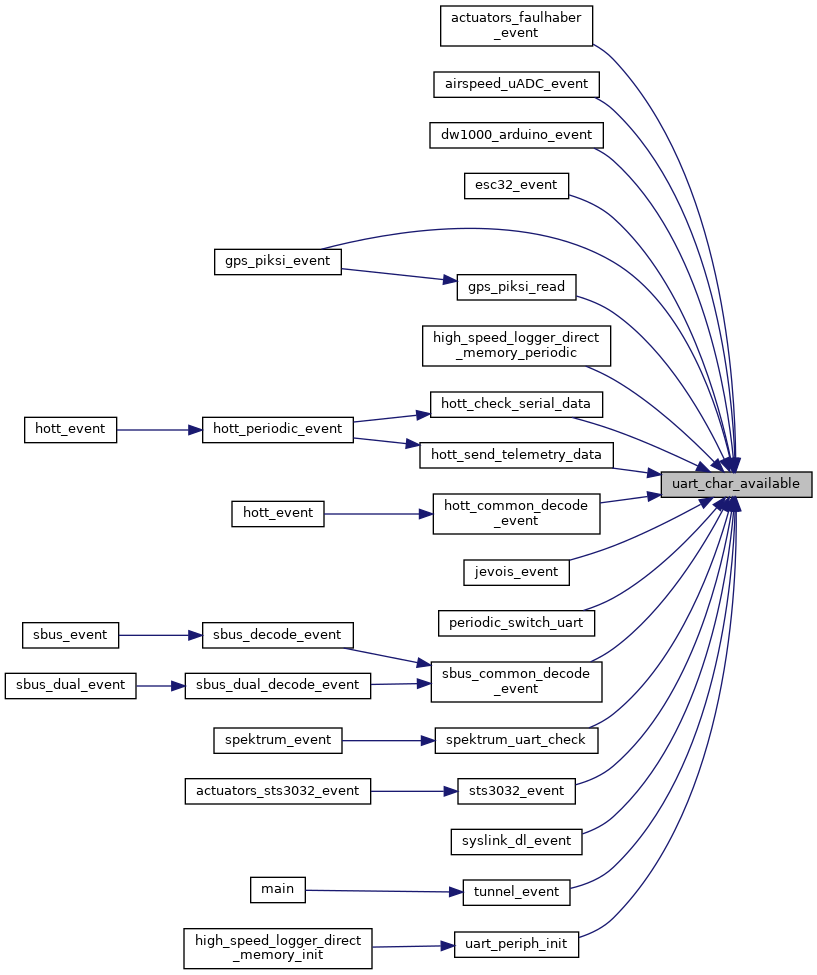 actuators_faulhaber
_event
airspeed_uADC_event
dw1000_arduino_event
esc32_event
gps_piksi_event
gps_piksi_read
high_speed_logger_direct
_memory_periodic
hott_check_serial_data
hott_event
hott_periodic_event
hott_send_telemetry_data
uart_char_available
hott_common_decode
_event
hott_event
jevois_event
periodic_switch_uart
sbus_event
sbus_decode_event
sbus_common_decode
_event
sbus_dual_event
sbus_dual_decode_event
spektrum_event
spektrum_uart_check
actuators_sts3032_event
sts3032_event
syslink_dl_event
main
tunnel_event
high_speed_logger_direct
_memory_init
uart_periph_init